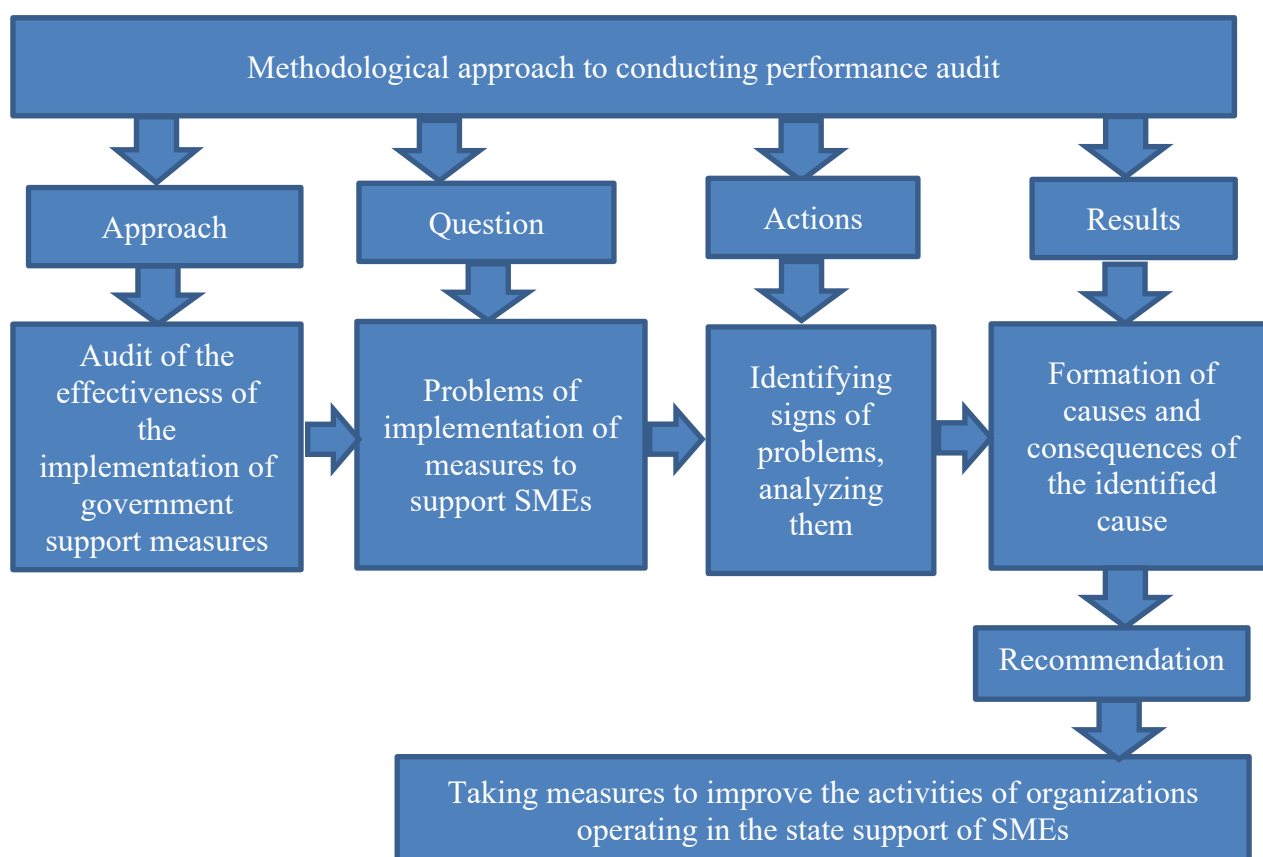 Methodological approach to conducting performance audit
Approach
Question
Actions
Results
Audit of the
effectiveness of
the
implementation of
government
support measures
Problems of
implementation of
measures to
support SMEs
Identifying
signs of
problems,
analyzing
them
Formation of
causes and
consequences of
the identified
cause
Recommendation
Taking measures to improve the activities of organizations
operating in the state support of SMEs